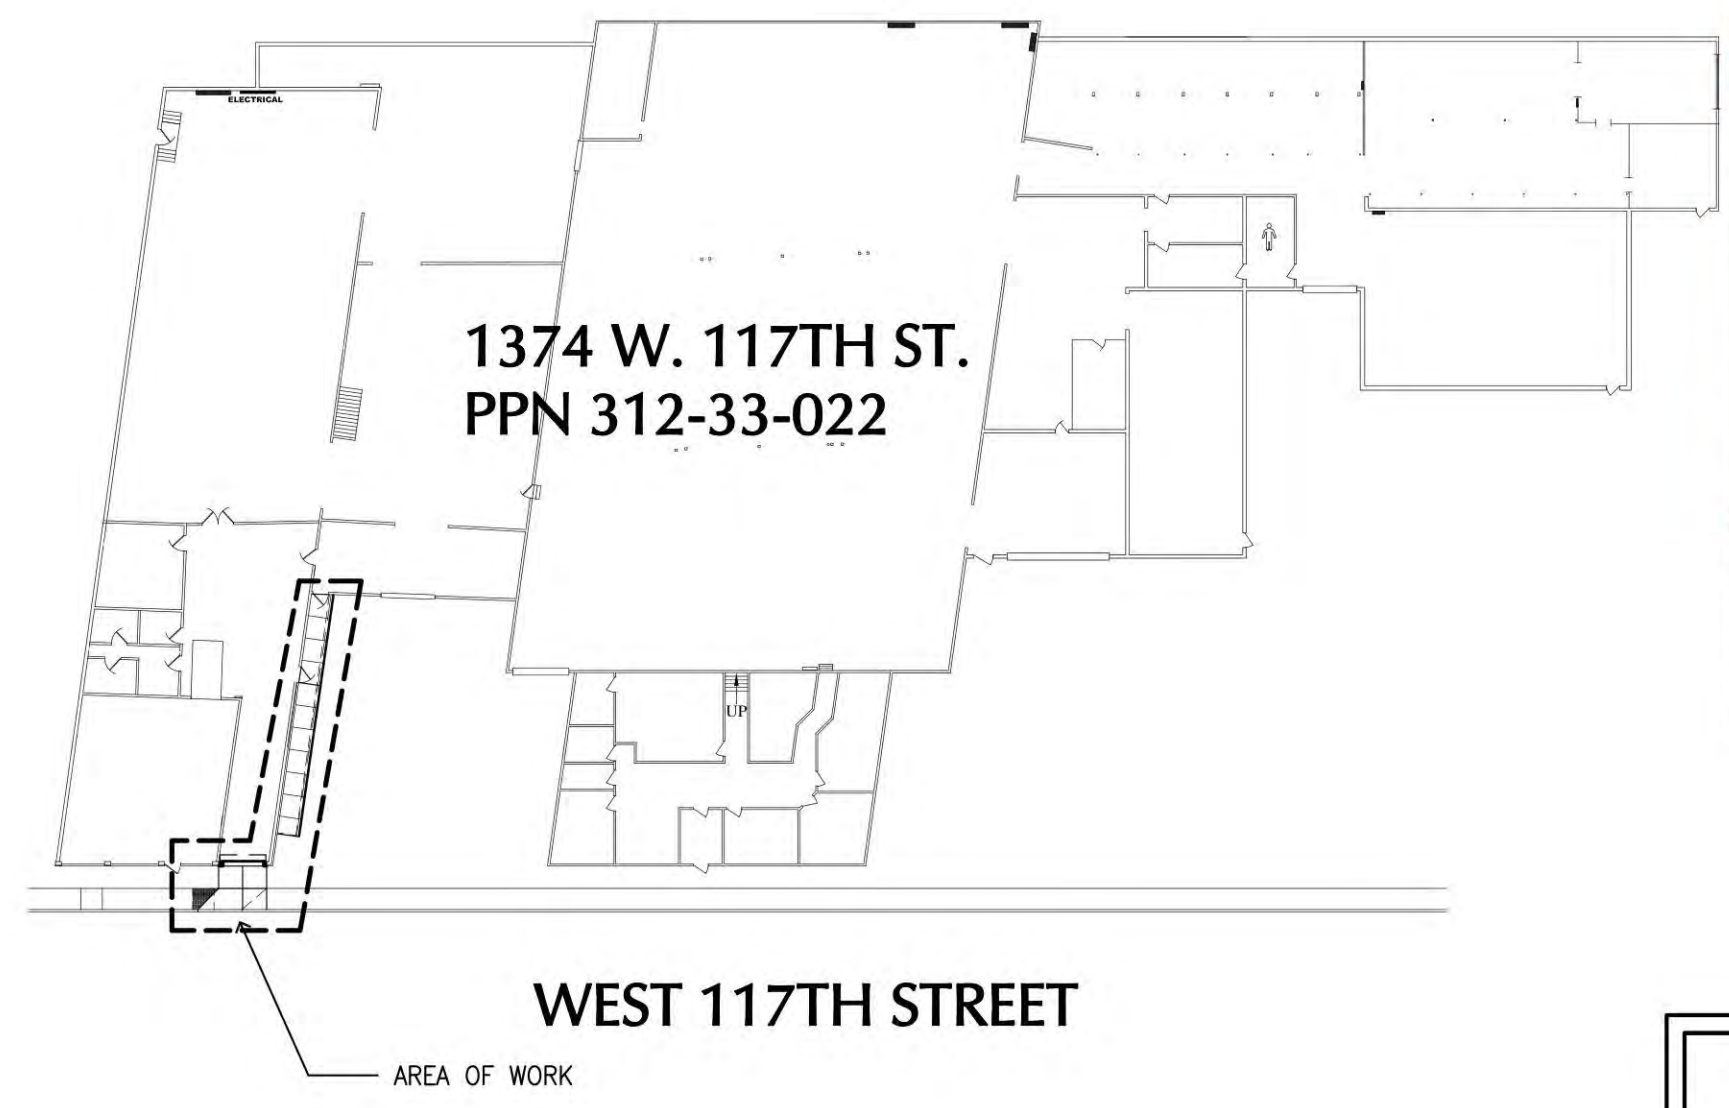 ELECTRICAL
1374 W. 117TH ST.
PPN 312-33-022
UP
WEST 117TH STREET
AREA OF WORK